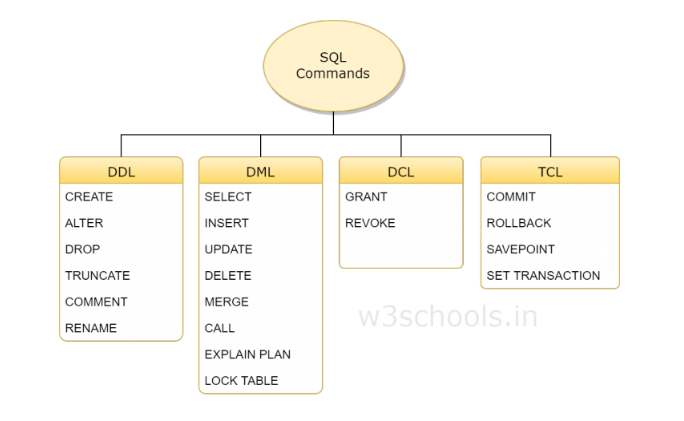 SQL
Commands
DDL
CREATE
ALTER
DROP
TRUNCATE
COMMENT
RENAME
DML
SELECT
INSERT
UPDATE
DELETE
MERGE
CALL
EXPLAIN PLAN
LOCK TABLE
DCL
GRANT
REVOKE
TCL
COMMIT
ROLLBACK
SAVEPOINT
SET TRANSACTION
w3schools.in